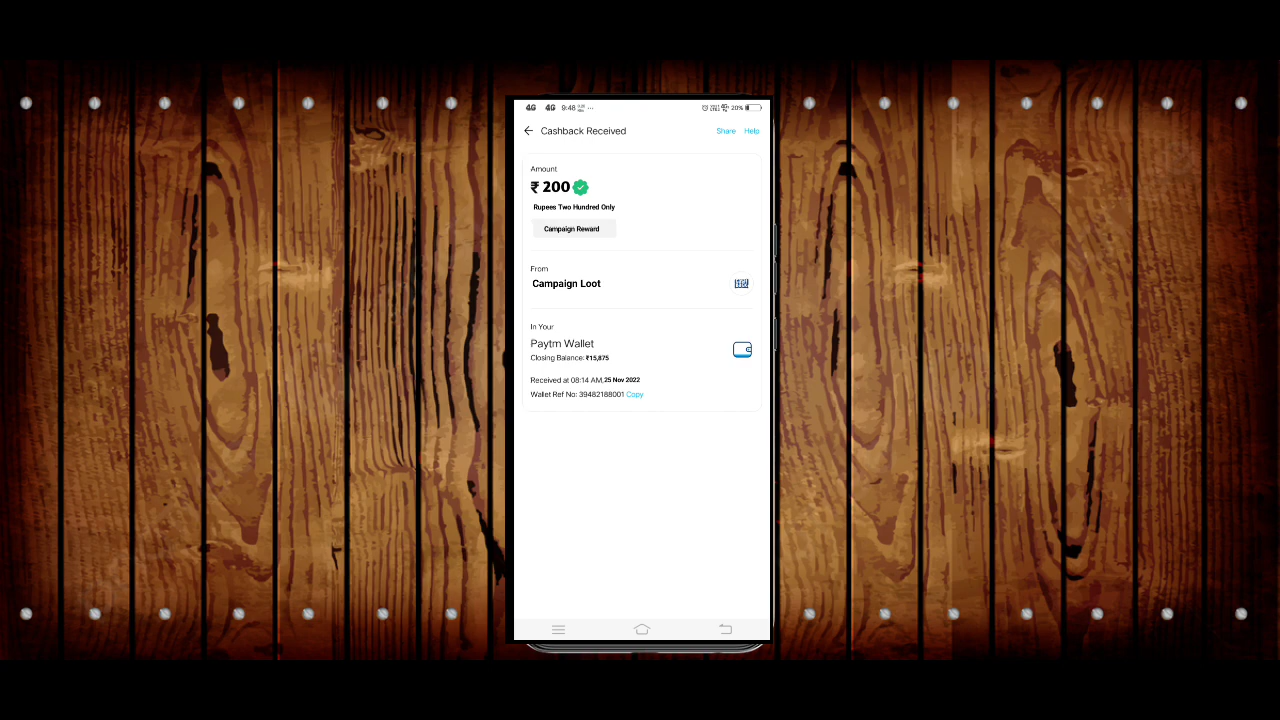 4G 4G 9:48 ... 4G+ 20%
Cashback Received Share Help
Amount
₹ 200
Rupees Two Hundred Only
Campaign Reward
From
Campaign Loot
In Your
Paytm Wallet
Closing Balance: ₹15,875
Received at 08:14 AM,25 Nov 2022
Wallet Ref No: 39482188001 Copy